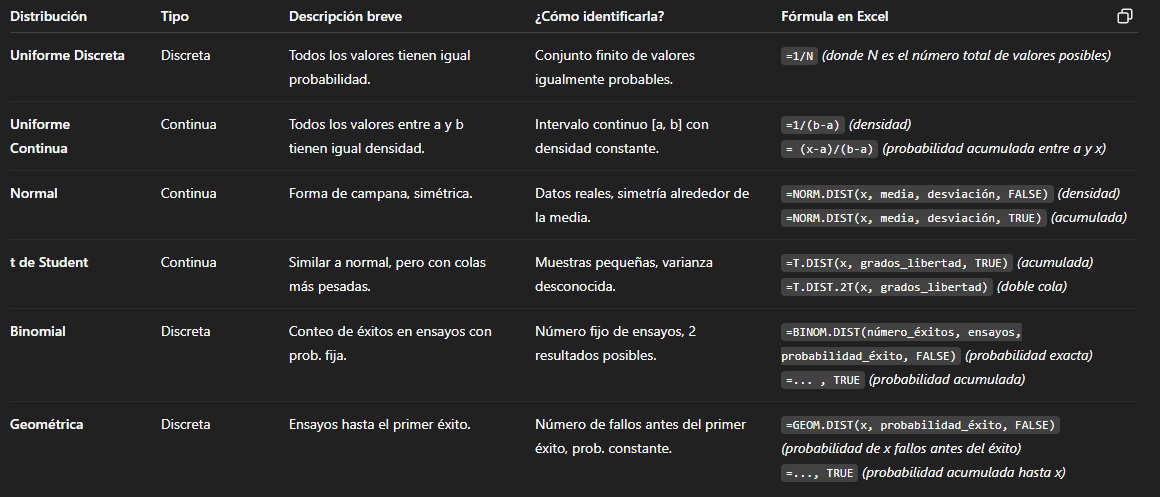 Distribución Tipo Descripción breve ¿Cómo identificarla? Fórmula en Excel
Uniforme Discreta Discreta Todos los valores tienen igual Conjunto finito de valores =1/N (donde N es el número total de valores posibles)
probabilidad. igualmente probables.
Uniforme Continua Todos los valores entre a y b Intervalo continuo [a, b] con =1/(b-a) (densidad)
Continua tienen igual densidad. densidad constante. = (x-a)/(b-a) (probabilidad acumulada entre a y x)
Normal Continua Forma de campana, simétrica. Datos reales, simetría alrededor de =NORM.DIST(x, media, desviación, FALSE) (densidad)
la media. =NORM.DIST(x, media, desviación, TRUE) (acumulada)
t de Student Continua Similar a normal, pero con colas Muestras pequeñas, varianza =T.DIST(x, grados_libertad, TRUE) (acumulada)
más pesadas. desconocida. =T.DIST.2T(x, grados_libertad) (doble cola)
Binomial Discreta Conteo de éxitos en ensayos con Número fijo de ensayos, 2 =BINOM.DIST(número_éxitos, ensayos,
prob. fija. resultados posibles. probabilidad_éxito, FALSE) (probabilidad exacta)
=... , TRUE (probabilidad acumulada)
Geométrica Discreta Ensayos hasta el primer éxito. Número de fallos antes del primer =GEOM.DIST(x, probabilidad_éxito, FALSE)
éxito, prob. constante. (probabilidad de x fallos antes del éxito)
=..., TRUE (probabilidad acumulada hasta x)